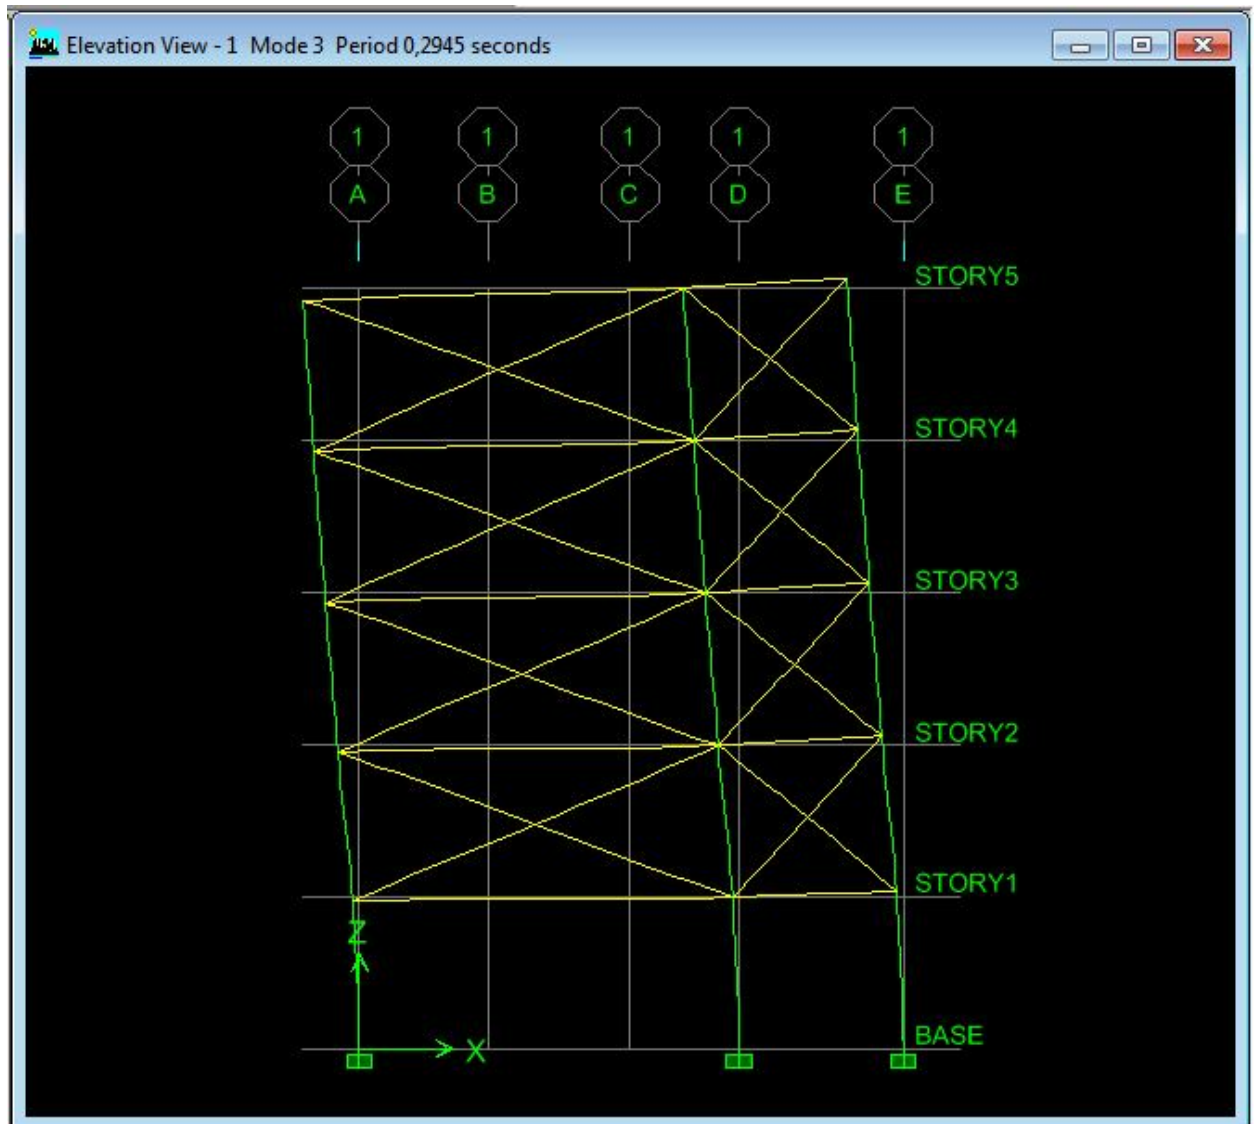 Elevation View - 1 Mode 3 Period 0,2945 seconds
1 1 1 1 1
A B C D E
STORY5
STORY4
STORY3
STORY2
STORY1
Z
X
BASE